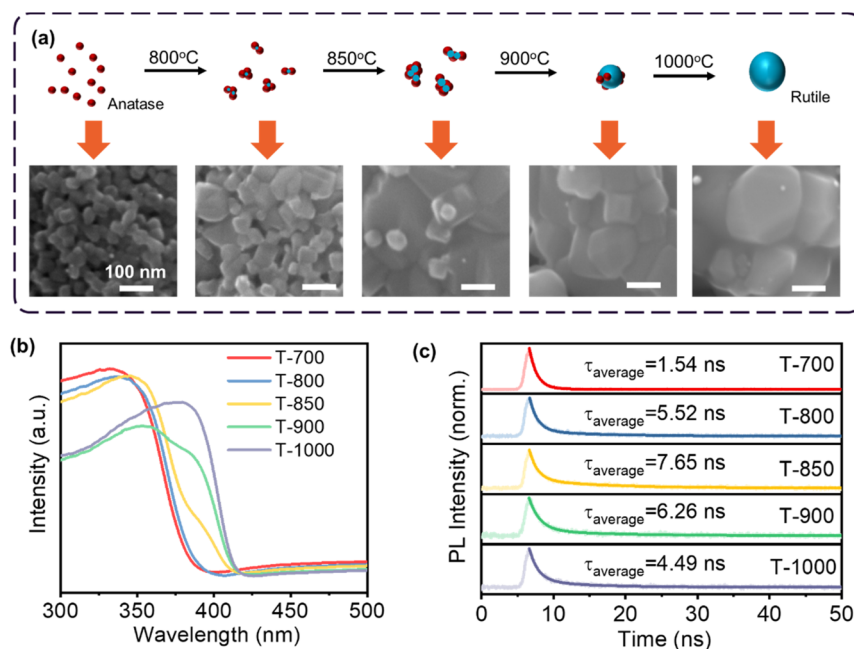 (a)
800°C
850°C
900°C
1000°C
Anatase
Rutile
100 nm
(b)
T-700
T-800
T-850
T-900
T-1000
Intensity (a.u.)
300 350 400 450 500
Wavelength (nm)
(c)
τaverage=1.54 ns T-700
τaverage=5.52 ns T-800
τaverage=7.65 ns T-850
τaverage=6.26 ns T-900
τaverage=4.49 ns T-1000
PL Intensity (norm.)
0 10 20 30 40 50
Time (ns)